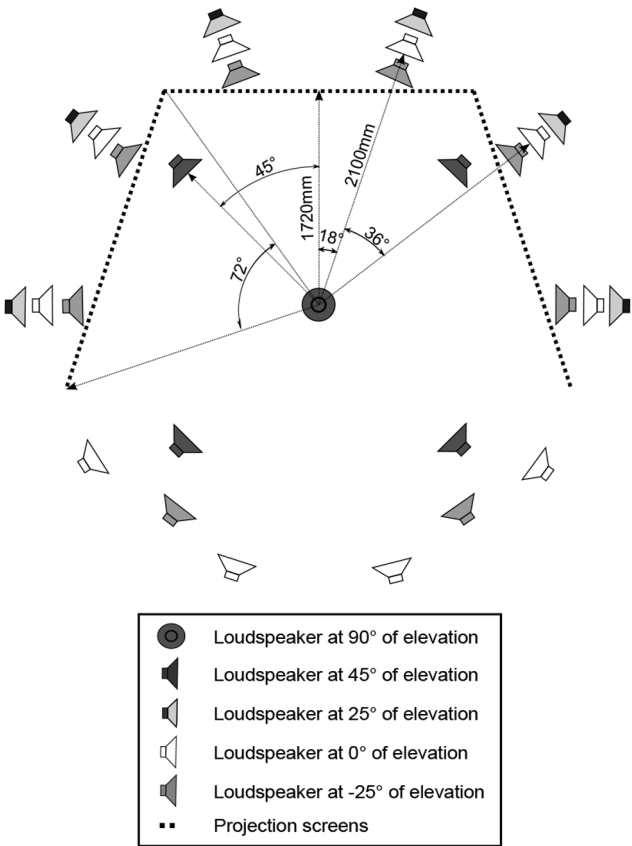 45°
1720mm
2100mm
18°
36°
72°
Loudspeaker at 90° of elevation
Loudspeaker at 45° of elevation
Loudspeaker at 25° of elevation
Loudspeaker at 0° of elevation
Loudspeaker at -25° of elevation
Projection screens